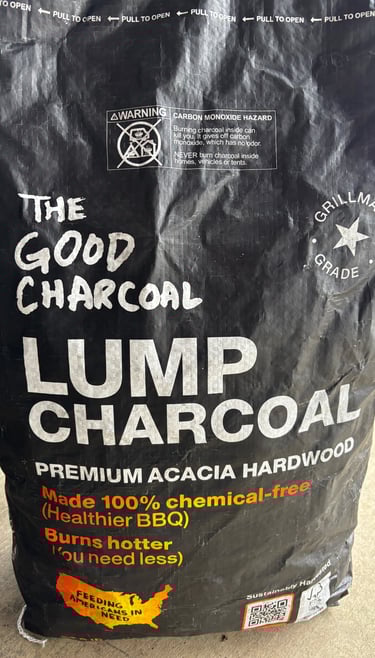 TO OPEN ← PULL TO OPEN ← PULL TO OPEN ← PULL TO OPEN ← PULL TO OPEN
⚠WARNING
CARBON MONOXIDE HAZARD
Burning charcoal inside can
kill you. It gives off carbon
monoxide, which has no odor.
NEVER burn charcoal inside
homes, vehicles or tents.
GRILLMA
GRADE
THE
GOOD
CHARCOAL
LUMP
CHARCOAL
PREMIUM ACACIA HARDWOOD
Made 100% chemical-free
(Healthier BBQ)
Burns hotter
(You need less)
FEEDING
AMERICANS IN
NEED
Sustainably Harvested